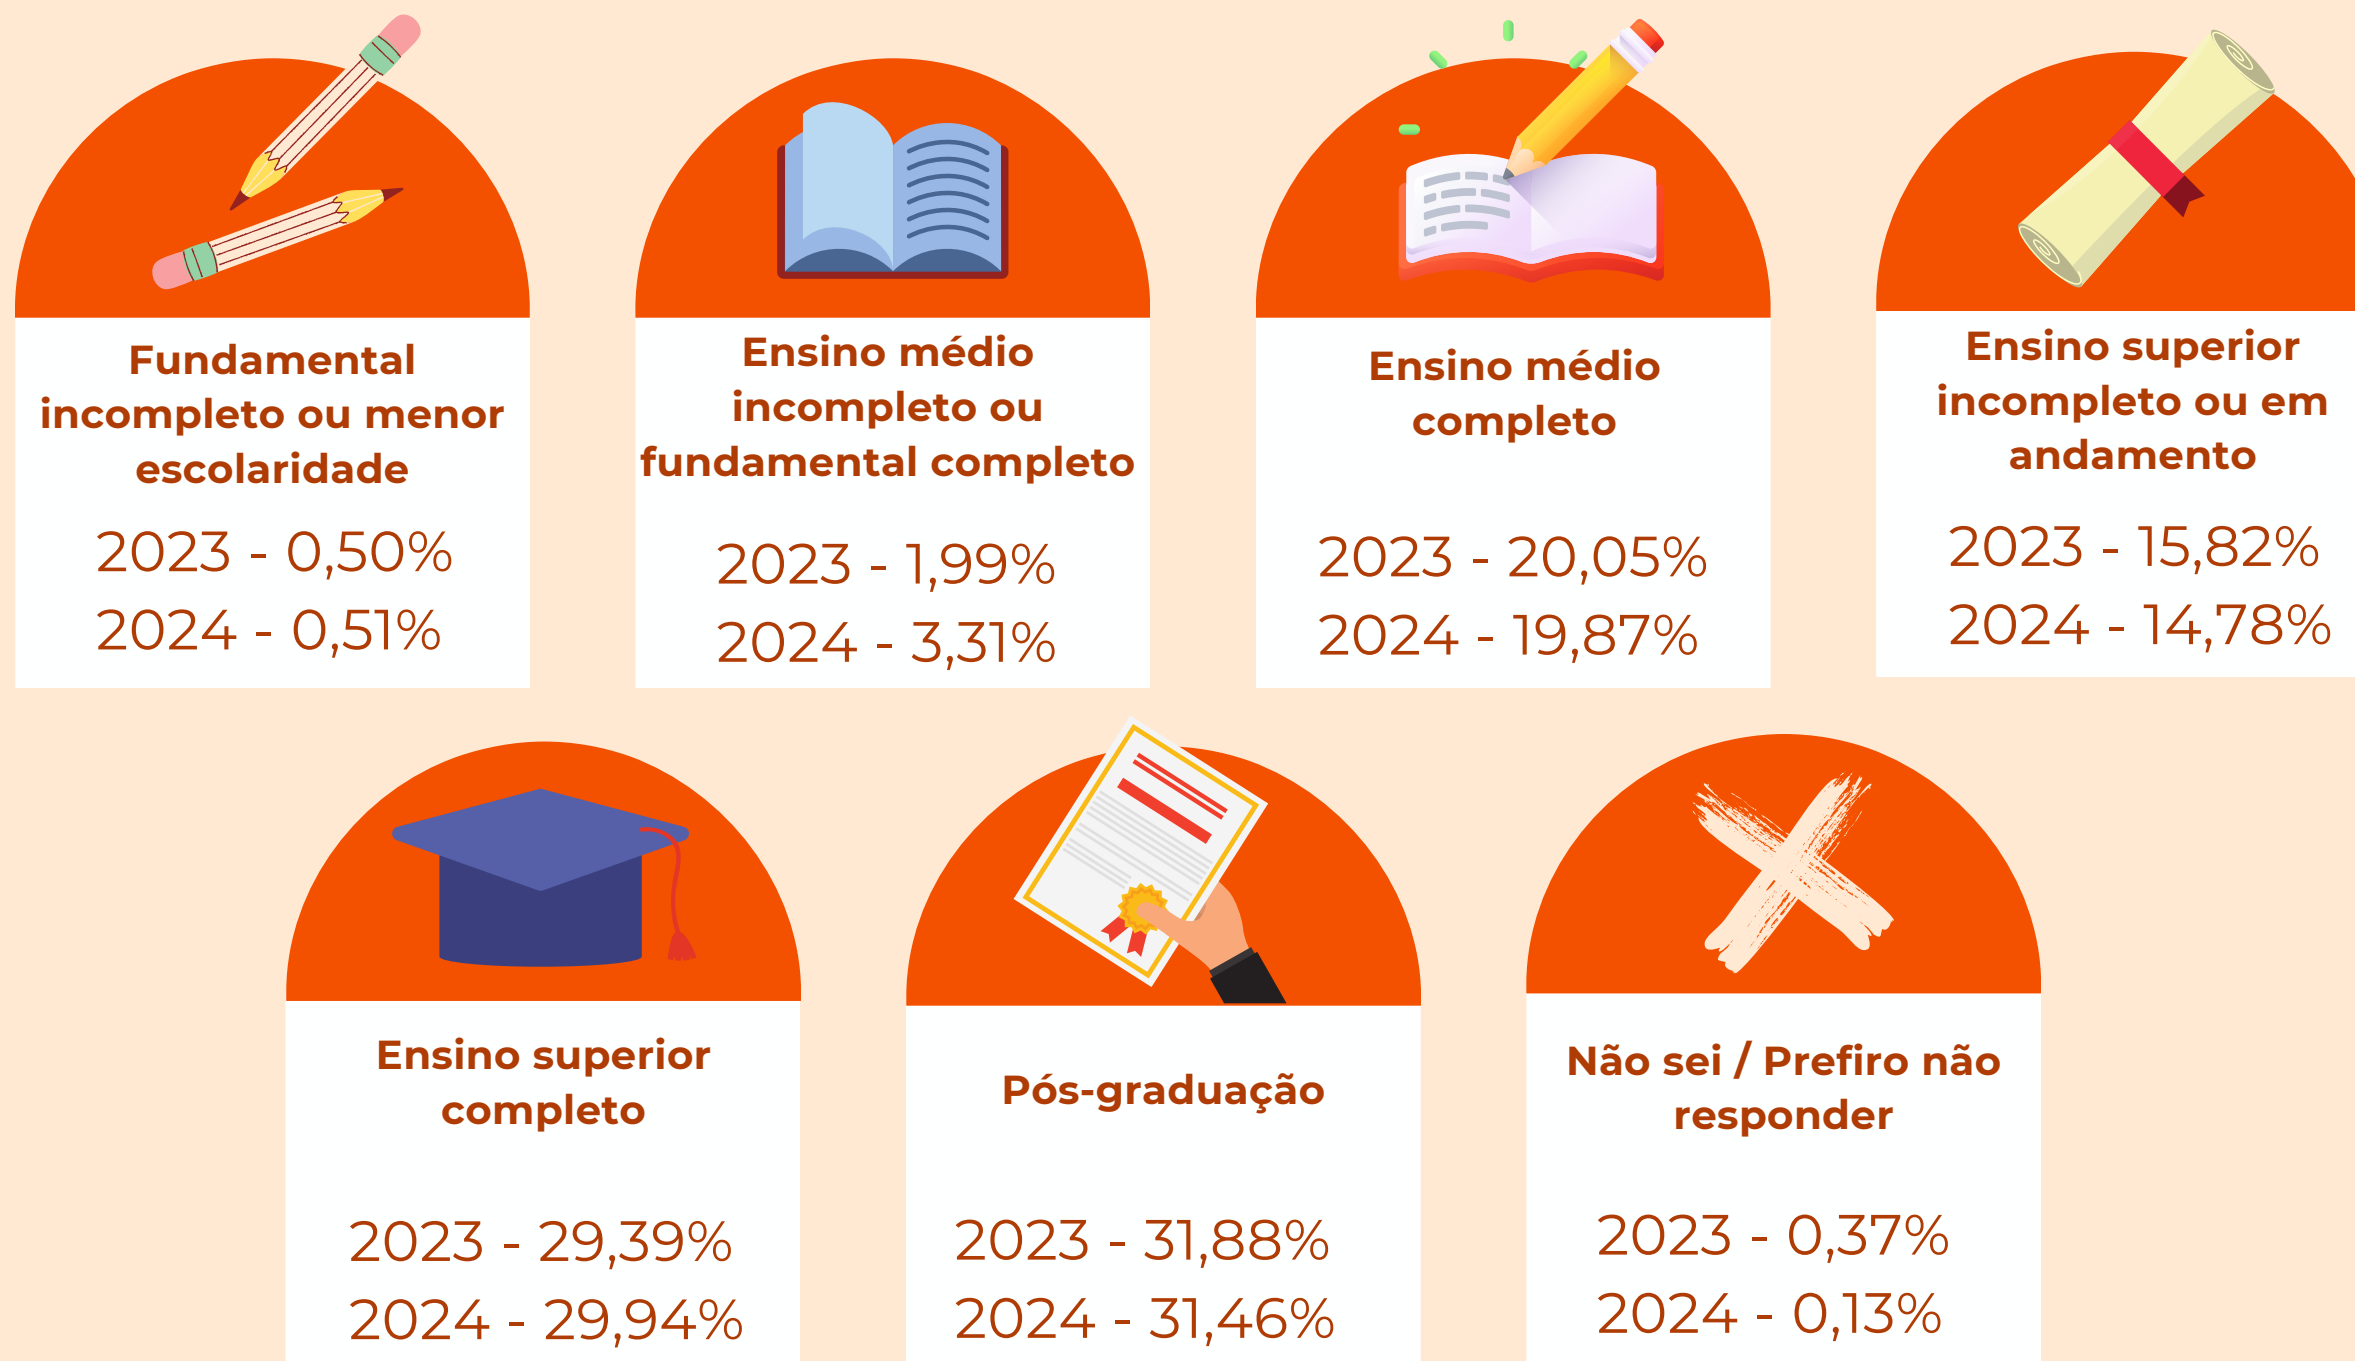 Fundamental
incompleto ou menor
escolaridade
2023 - 0,50%
2024 - 0,51%
Ensino médio
incompleto ou
fundamental completo
2023 - 1,99%
2024 - 3,31%
Ensino médio
completo
2023 - 20,05%
2024 - 19,87%
Ensino superior
incompleto ou em
andamento
2023 - 15,82%
2024 - 14,78%
Ensino superior
completo
2023 - 29,39%
2024 - 29,94%
Pós-graduação
2023 - 31,88%
2024 - 31,46%
Não sei / Prefiro não
responder
2023 - 0,37%
2024 - 0,13%